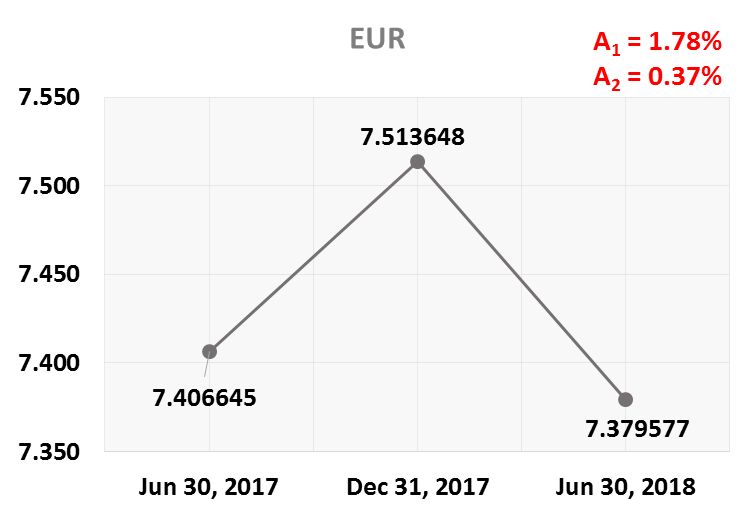 EUR
A₁ = 1.78%
A₂ = 0.37%
7.550
7.513648
7.500
7.450
7.400
7.406645
7.379577
7.350
Jun 30, 2017 Dec 31, 2017 Jun 30, 2018